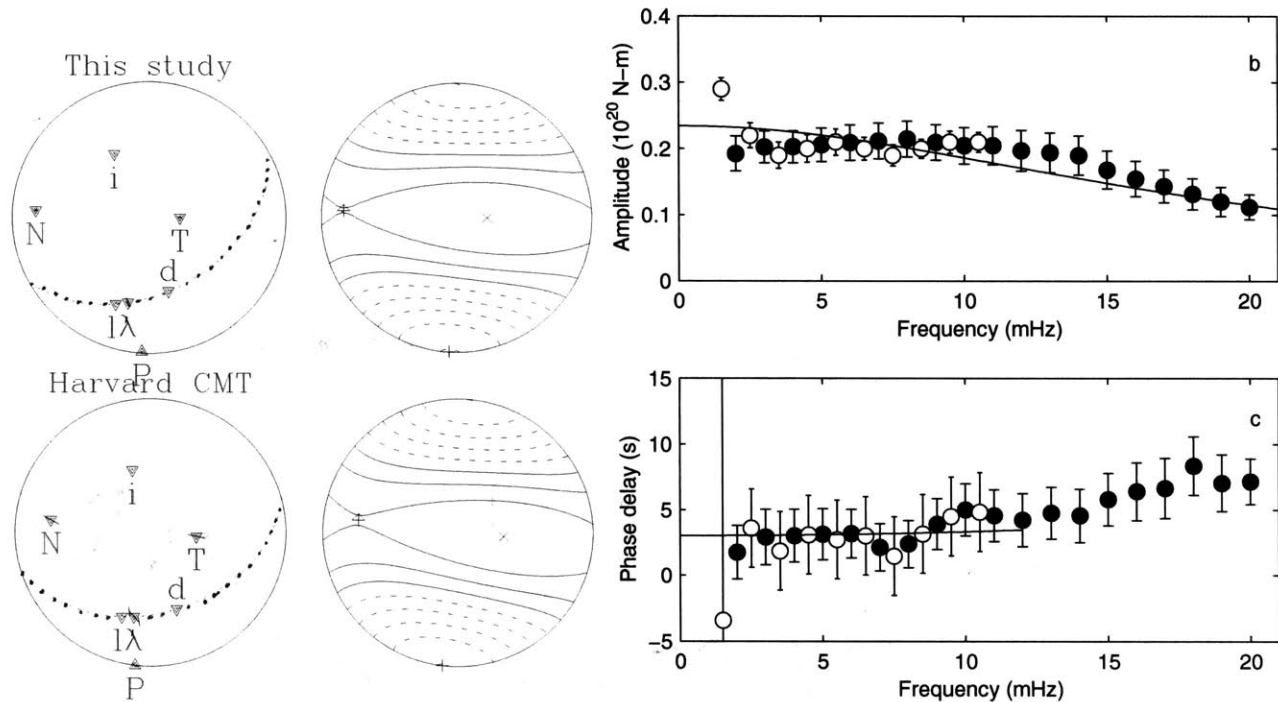 This study
i
N
T
d
lλ
P
Harvard CMT
i
N
T
d
lλ
P
b
Amplitude (10²⁰ N–m)
0.4
0.3
0.2
0.1
0
0 5 10 15 20
Frequency (mHz)
c
Phase delay (s)
15
10
5
0
–5
0 5 10 15 20
Frequency (mHz)